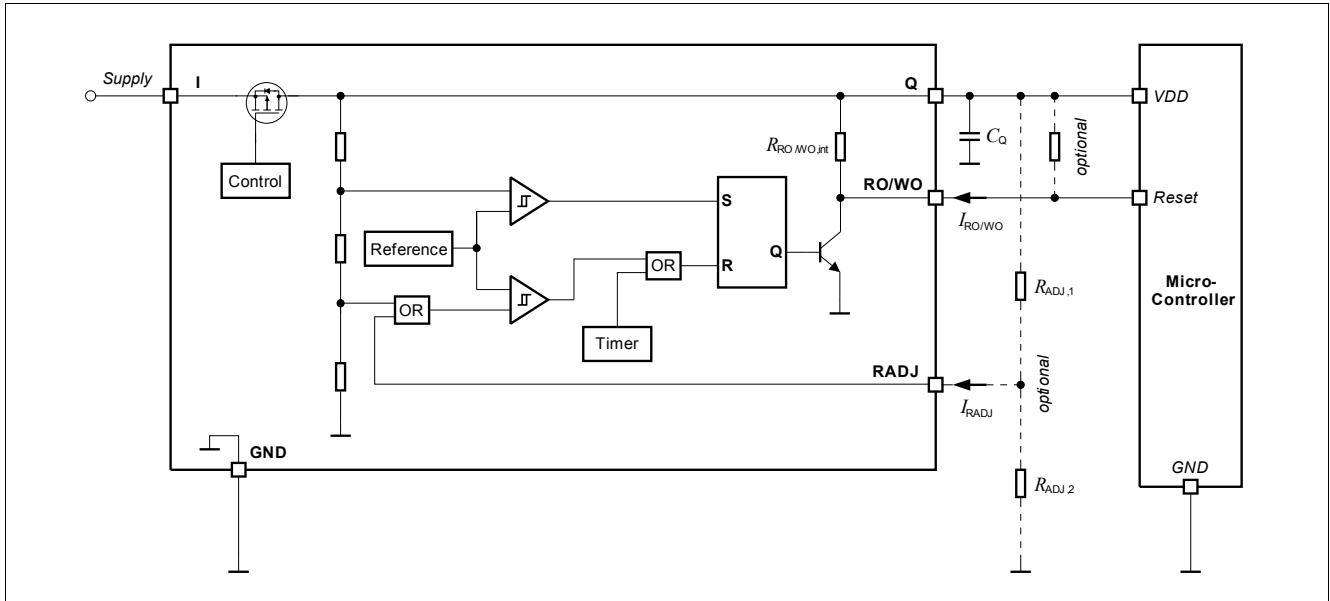 Supply
I
Q
VDD
C_Q
optional
R_RO/WO,int
Control
RO/WO
Reset
I_RO/WO
S
Reference
Q
OR
R
Micro-
Controller
R_ADJ,1
OR
Timer
RADJ
I_RADJ
optional
GND
GND
R_ADJ,2